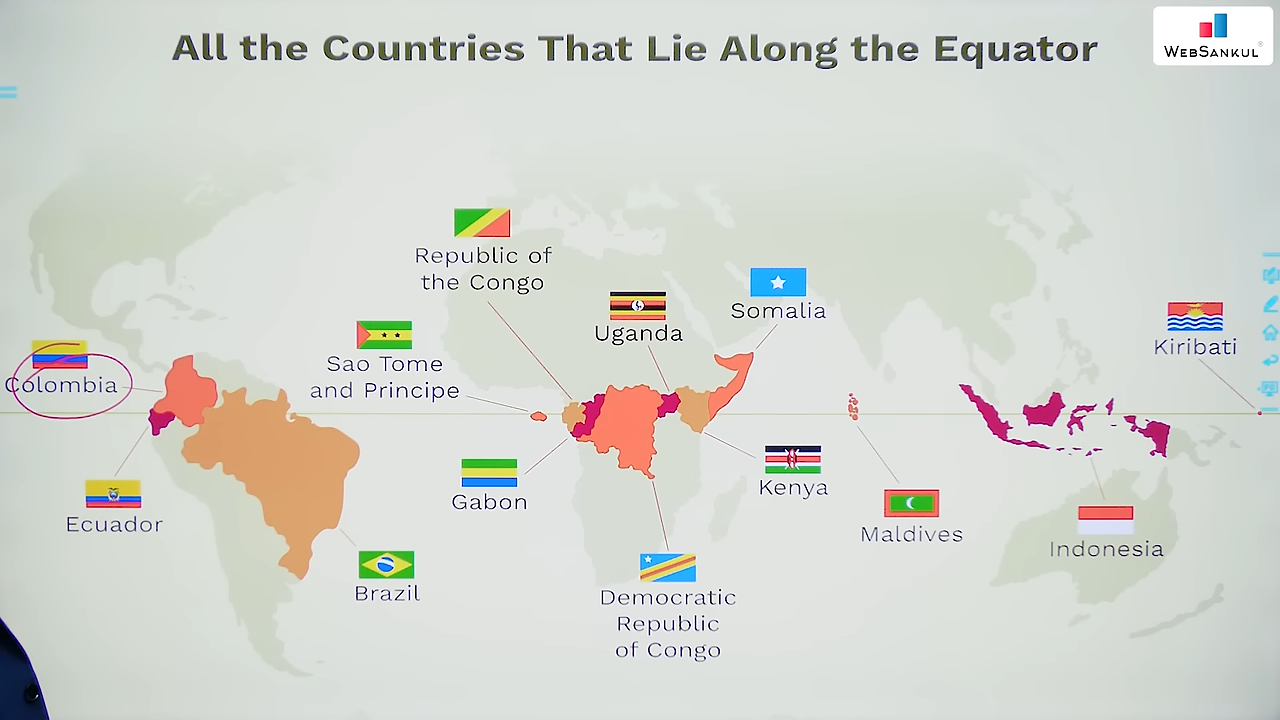 All the Countries That Lie Along the Equator
WEBSANKUL
Republic of
the Congo
Somalia
Uganda
Kiribati
Sao Tome
and Principe
Colombia
Kenya
Gabon
Ecuador
Maldives
Indonesia
Brazil
Democratic
Republic
of Congo